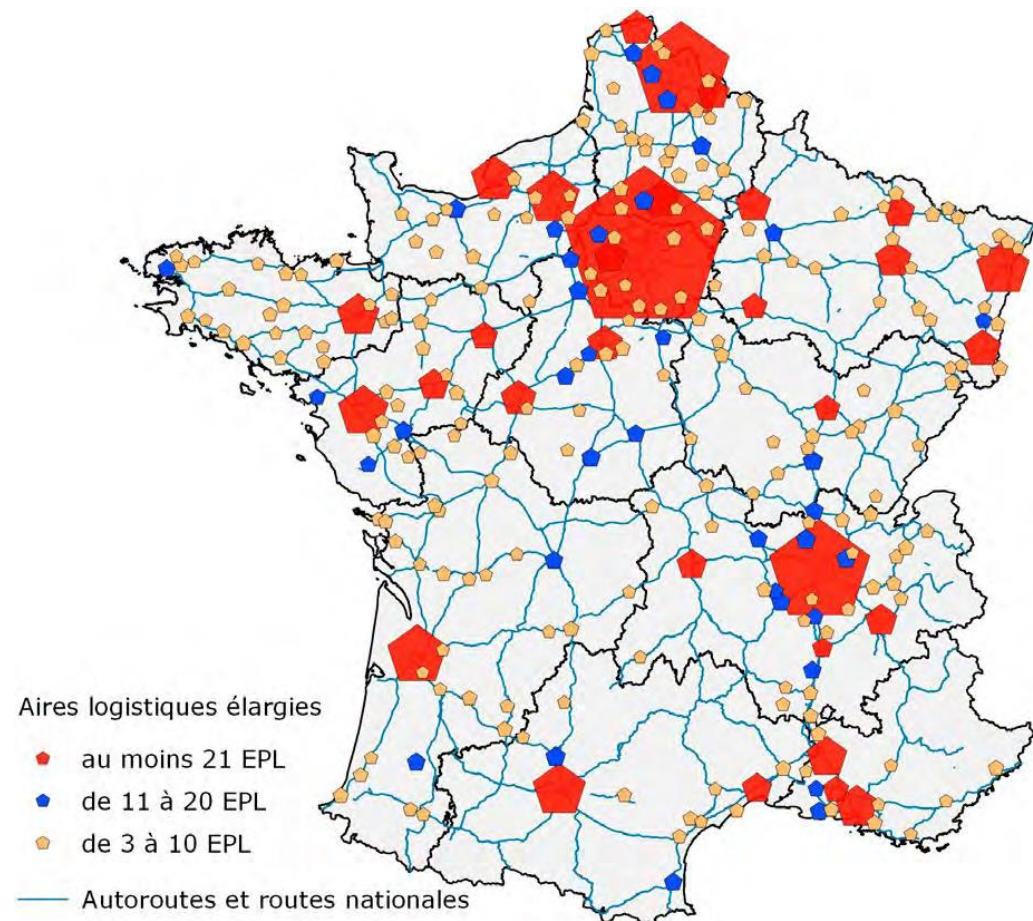 Aires logistiques élargies
au moins 21 EPL
de 11 à 20 EPL
de 3 à 10 EPL
Autoroutes et routes nationales